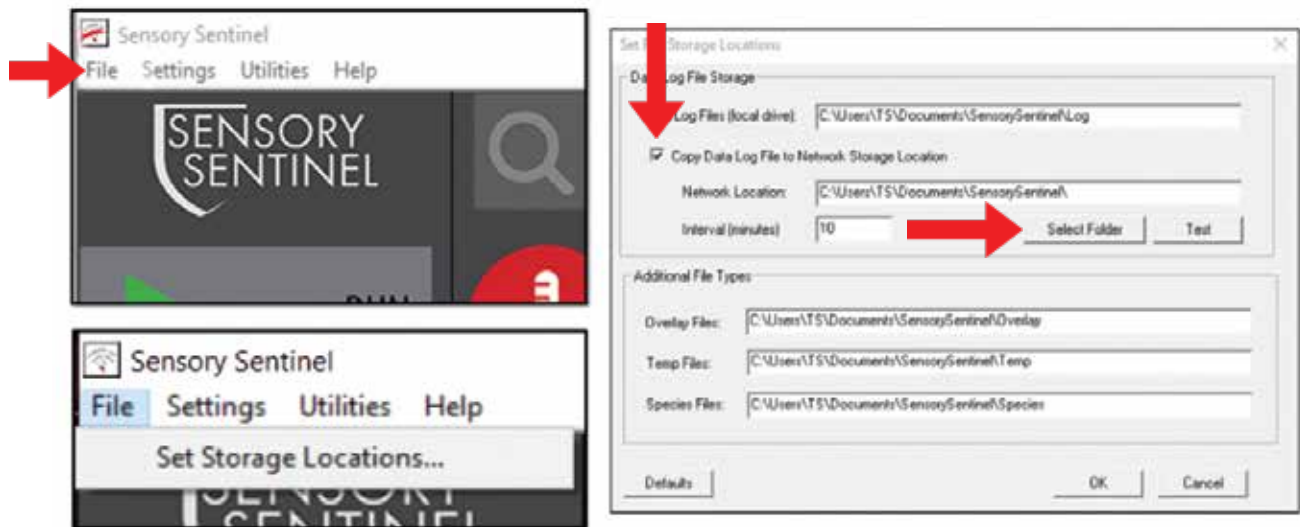 Sensory Sentinel
File Settings Utilities Help
SENSORY
SENTINEL
Sensory Sentinel
File Settings Utilities Help
Set Storage Locations...
Storage Locations
Log File Storage
Log Files (local drive): C:\Users\TS\Documents\SensorySentinel\Log
Copy Data Log File to Network Storage Location
Network Location: C:\Users\TS\Documents\SensorySentinel\
Interval (minutes) 10 Select Folder Test
Additional File Types
Overlay Files: C:\Users\TS\Documents\SensorySentinel\Overlay
Temp Files: C:\Users\TS\Documents\SensorySentinel\Temp
Species Files: C:\Users\TS\Documents\SensorySentinel\Species
Defaults OK Cancel